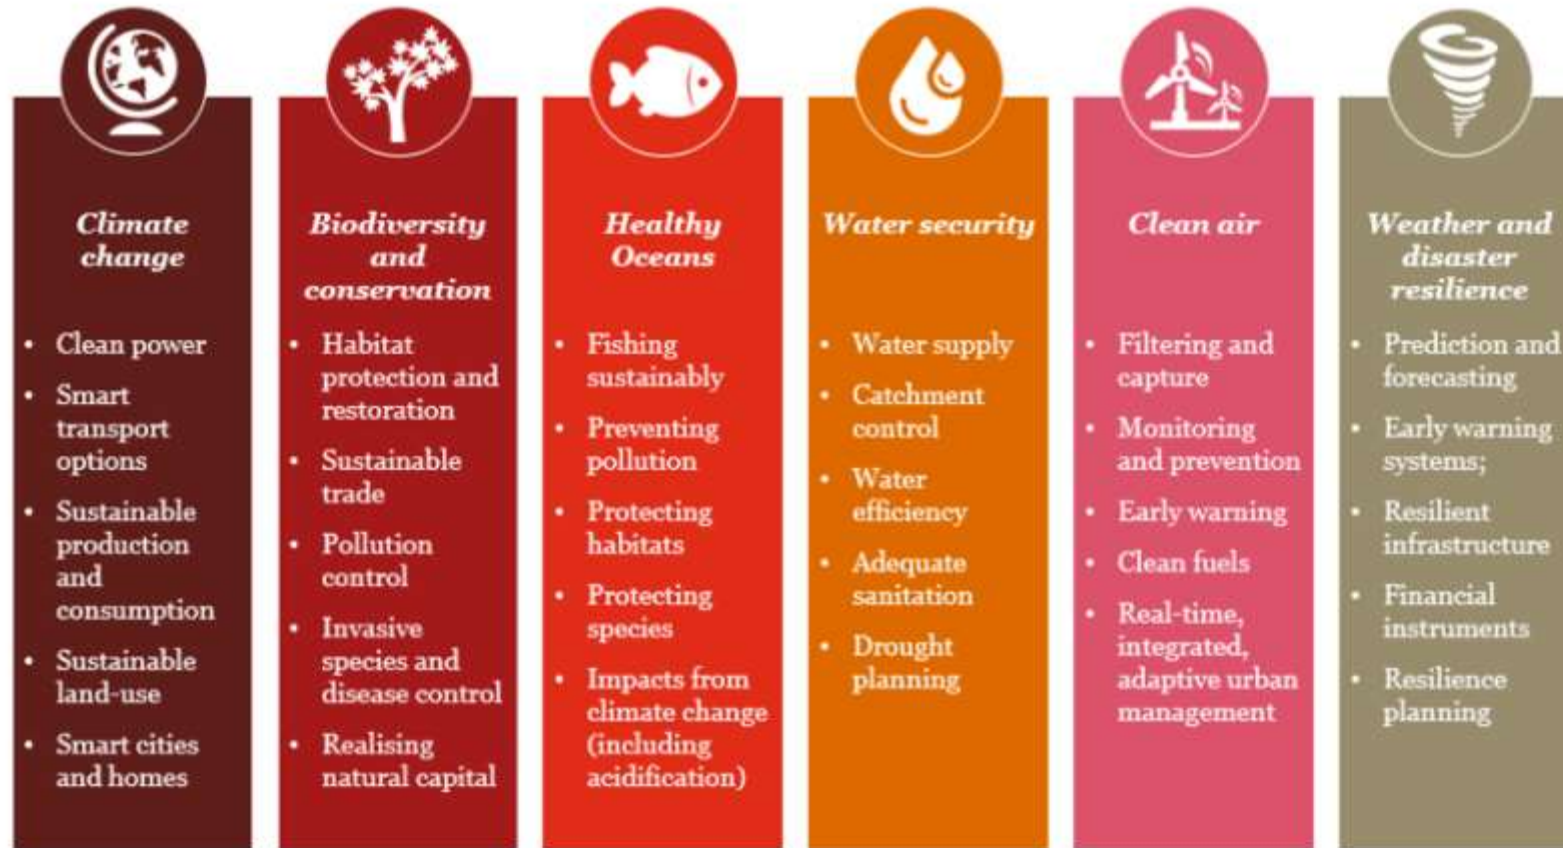 Climate
change
• Clean power
• Smart
transport
options
• Sustainable
production
and
consumption
• Sustainable
land-use
• Smart cities
and homes
Biodiversity
and
conservation
• Habitat
protection and
restoration
• Sustainable
trade
• Pollution
control
• Invasive
species and
disease control
• Realising
natural capital
Healthy
Oceans
• Fishing
sustainably
• Preventing
pollution
• Protecting
habitats
• Protecting
species
• Impacts from
climate change
(including
acidification)
Water security
• Water supply
• Catchment
control
• Water
efficiency
• Adequate
sanitation
• Drought
planning
Clean air
• Filtering and
capture
• Monitoring
and prevention
• Early warning
• Clean fuels
• Real-time,
integrated,
adaptive urban
management
Weather and
disaster
resilience
• Prediction and
forecasting
• Early warning
systems;
• Resilient
infrastructure
• Financial
instruments
• Resilience
planning